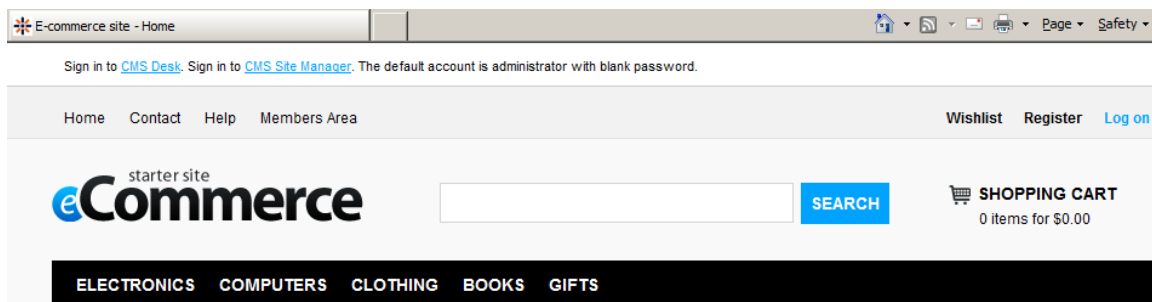 E-commerce site - Home
Page Safety
Sign in to CMS Desk. Sign in to CMS Site Manager. The default account is administrator with blank password.
Home Contact Help Members Area Wishlist Register Log on
starter site
eCommerce
SEARCH
SHOPPING CART
0 items for $0.00
ELECTRONICS COMPUTERS CLOTHING BOOKS GIFTS